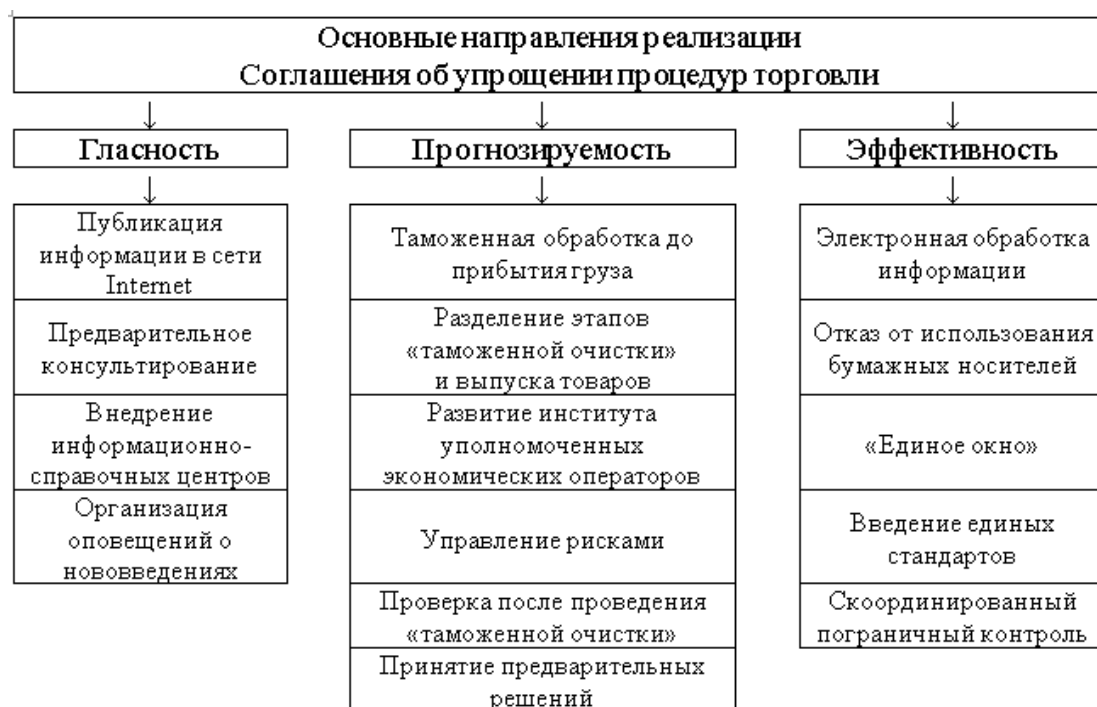 Основные направления реализации
Соглашения об упрощении процедур торговли
Гласность
Публикация
информации в сети
Internet
Предварительное
консультирование
Внедрение
информационно-
справочных центров
Организация
оповещений о
нововведениях
Прогнозируемость
Таможенная обработка до
прибытия груза
Разделение этапов
«таможенной очистки»
и выпуска товаров
Развитие института
уполномоченных
экономических операторов
Управление рисками
Проверка после проведения
«таможенной очистки»
Принятие предварительных
решений
Эффективность
Электронная обработка
информации
Отказ от использования
бумажных носителей
«Единое окно»
Введение единых
стандартов
Скоординированный
пограничный контроль